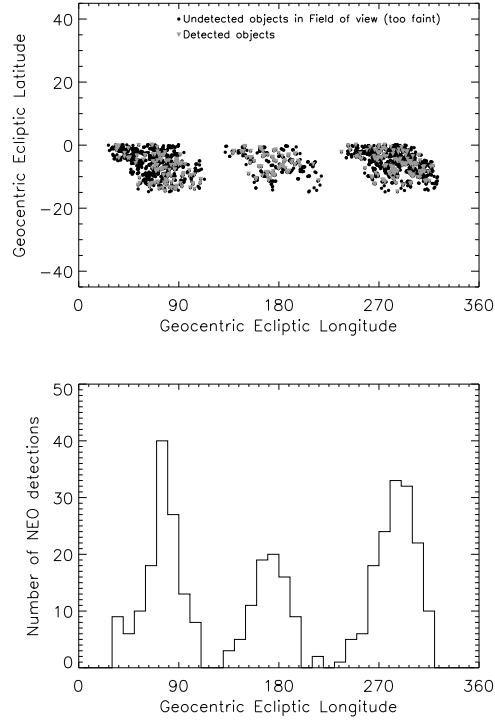 Undetected objects in Field of view (too faint)
Detected objects
Geocentric Ecliptic Latitude
40
20
0
−20
−40
0 90 180 270 360
Geocentric Ecliptic Longitude
Number of NEO detections
50
40
30
20
10
0
0 90 180 270 360
Geocentric Ecliptic Longitude